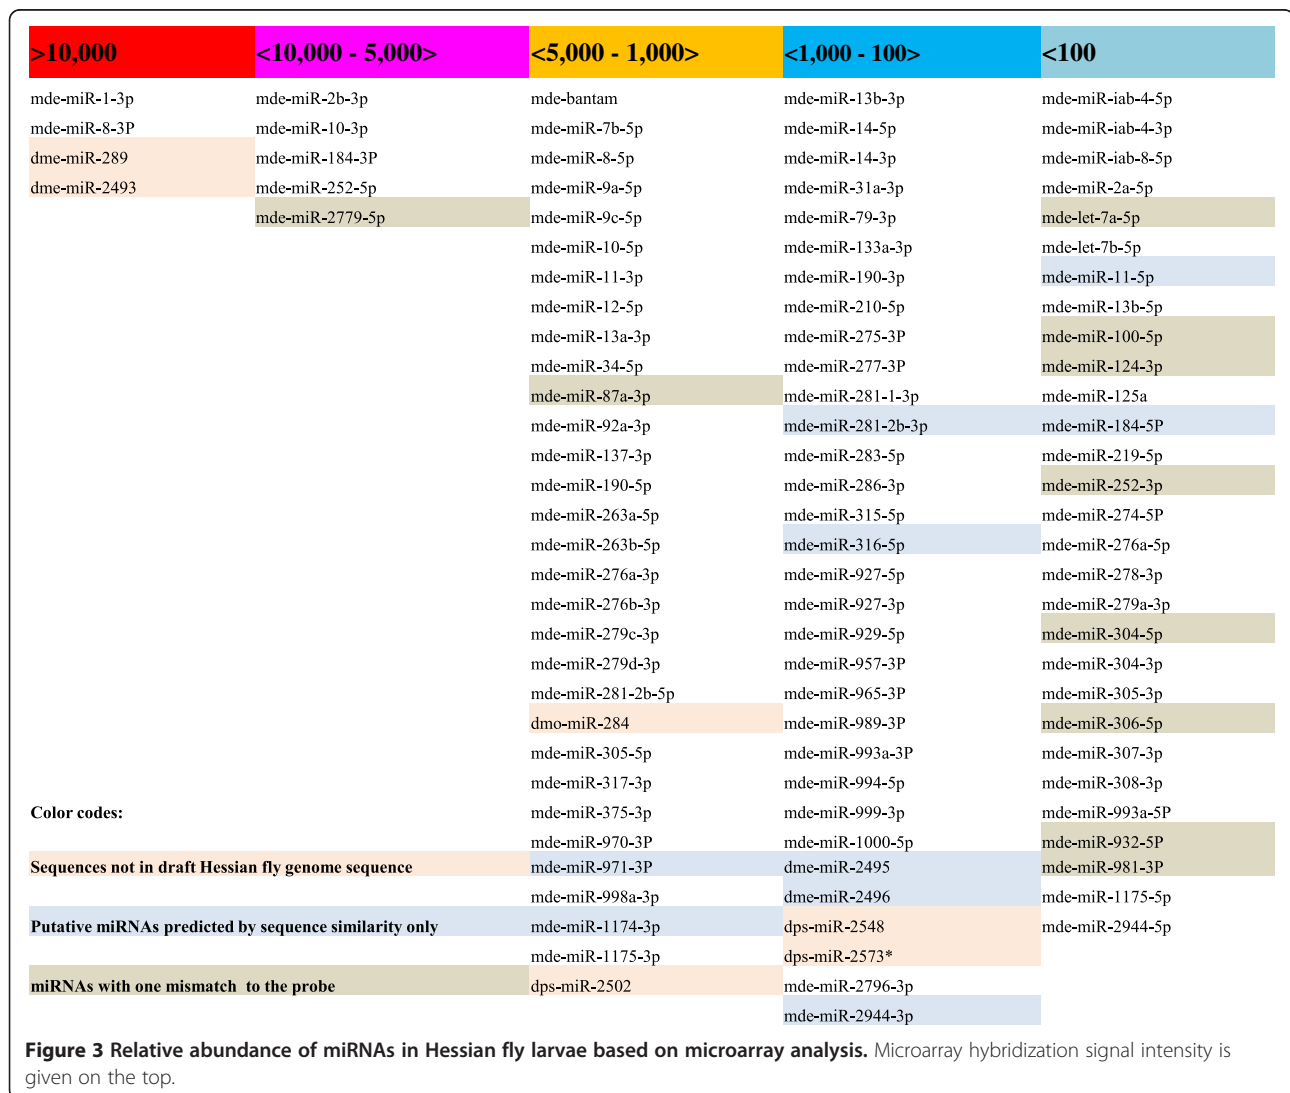 >10,000 <10,000 - 5,000> <5,000 - 1,000> <1,000 - 100> <100
mde-miR-1-3p mde-miR-2b-3p mde-bantam mde-miR-13b-3p mde-miR-iab-4-5p
mde-miR-8-3P mde-miR-10-3p mde-miR-7b-5p mde-miR-14-5p mde-miR-iab-4-3p
dme-miR-289 mde-miR-184-3P mde-miR-8-5p mde-miR-14-3p mde-miR-iab-8-5p
dme-miR-2493 mde-miR-252-5p mde-miR-9a-5p mde-miR-31a-3p mde-miR-2a-5p
mde-miR-2779-5p mde-miR-9c-5p mde-miR-79-3p mde-let-7a-5p
mde-miR-10-5p mde-miR-133a-3p mde-let-7b-5p
mde-miR-11-3p mde-miR-190-3p mde-miR-11-5p
mde-miR-12-5p mde-miR-210-5p mde-miR-13b-5p
mde-miR-13a-3p mde-miR-275-3P mde-miR-100-5p
mde-miR-34-5p mde-miR-277-3P mde-miR-124-3p
mde-miR-87a-3p mde-miR-281-1-3p mde-miR-125a
mde-miR-92a-3p mde-miR-281-2b-3p mde-miR-184-5P
mde-miR-137-3p mde-miR-283-5p mde-miR-219-5p
mde-miR-190-5p mde-miR-286-3p mde-miR-252-3p
mde-miR-263a-5p mde-miR-315-5p mde-miR-274-5P
mde-miR-263b-5p mde-miR-316-5p mde-miR-276a-5p
mde-miR-276a-3p mde-miR-927-5p mde-miR-278-3p
mde-miR-276b-3p mde-miR-927-3p mde-miR-279a-3p
mde-miR-279c-3p mde-miR-929-5p mde-miR-304-5p
mde-miR-279d-3p mde-miR-957-3P mde-miR-304-3p
mde-miR-281-2b-5p mde-miR-965-3P mde-miR-305-3p
dmo-miR-284 mde-miR-989-3P mde-miR-306-5p
mde-miR-305-5p mde-miR-993a-3P mde-miR-307-3p
mde-miR-317-3p mde-miR-994-5p mde-miR-308-3p
Color codes: mde-miR-375-3p mde-miR-999-3p mde-miR-993a-5P
mde-miR-970-3P mde-miR-1000-5p mde-miR-932-5P
Sequences not in draft Hessian fly genome sequence mde-miR-971-3P dme-miR-2495 mde-miR-981-3P
mde-miR-998a-3p dme-miR-2496 mde-miR-1175-5p
Putative miRNAs predicted by sequence similarity only mde-miR-1174-3p dps-miR-2548 mde-miR-2944-5p
mde-miR-1175-3p dps-miR-2573*
miRNAs with one mismatch to the probe dps-miR-2502 mde-miR-2796-3p
mde-miR-2944-3p
Figure 3 Relative abundance of miRNAs in Hessian fly larvae based on microarray analysis. Microarray hybridization signal intensity is
given on the top.